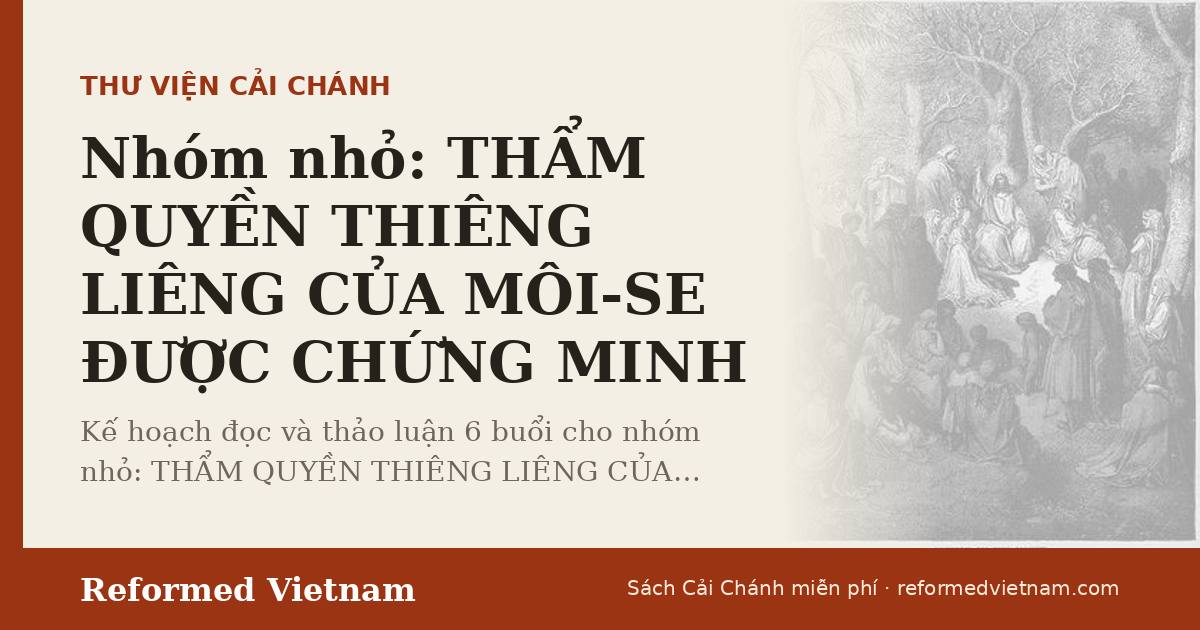 THƯ VIỆN CẢI CHÁNH
Nhóm nhỏ: THẨM
QUYỀN THIÊNG
LIÊNG CỦA MÔI-SE
ĐƯỢC CHỨNG MINH
Kế hoạch đọc và thảo luận 6 buổi cho nhóm
nhỏ: THẨM QUYỀN THIÊNG LIÊNG CỦA...
Reformed Vietnam
Sách Cải Chánh miễn phí · reformedvietnam.com